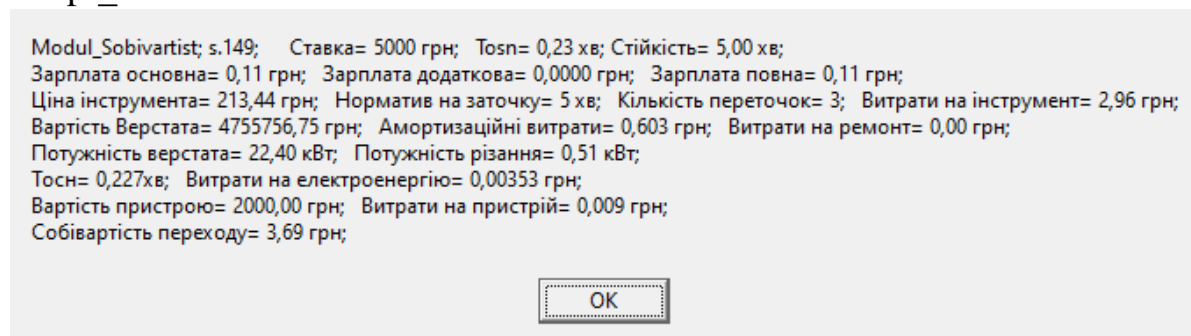 Modul_Sobivartist; s.149; Ставка= 5000 грн; Tosn= 0,23 хв; Стійкість= 5,00 хв;
Зарплата основна= 0,11 грн; Зарплата додаткова= 0,0000 грн; Зарплата повна= 0,11 грн;
Ціна інструмента= 213,44 грн; Норматив на заточку= 5 хв; Кількість переточок= 3; Витрати на інструмент= 2,96 грн;
Вартість Верстата= 4755756,75 грн; Амортизаційні витрати= 0,603 грн; Витрати на ремонт= 0,00 грн;
Потужність верстата= 22,40 кВт; Потужність різання= 0,51 кВт;
Тосн= 0,227хв; Витрати на електроенергію= 0,00353 грн;
Вартість пристрою= 2000,00 грн; Витрати на пристрій= 0,009 грн;
Собівартість переходу= 3,69 грн;
OK